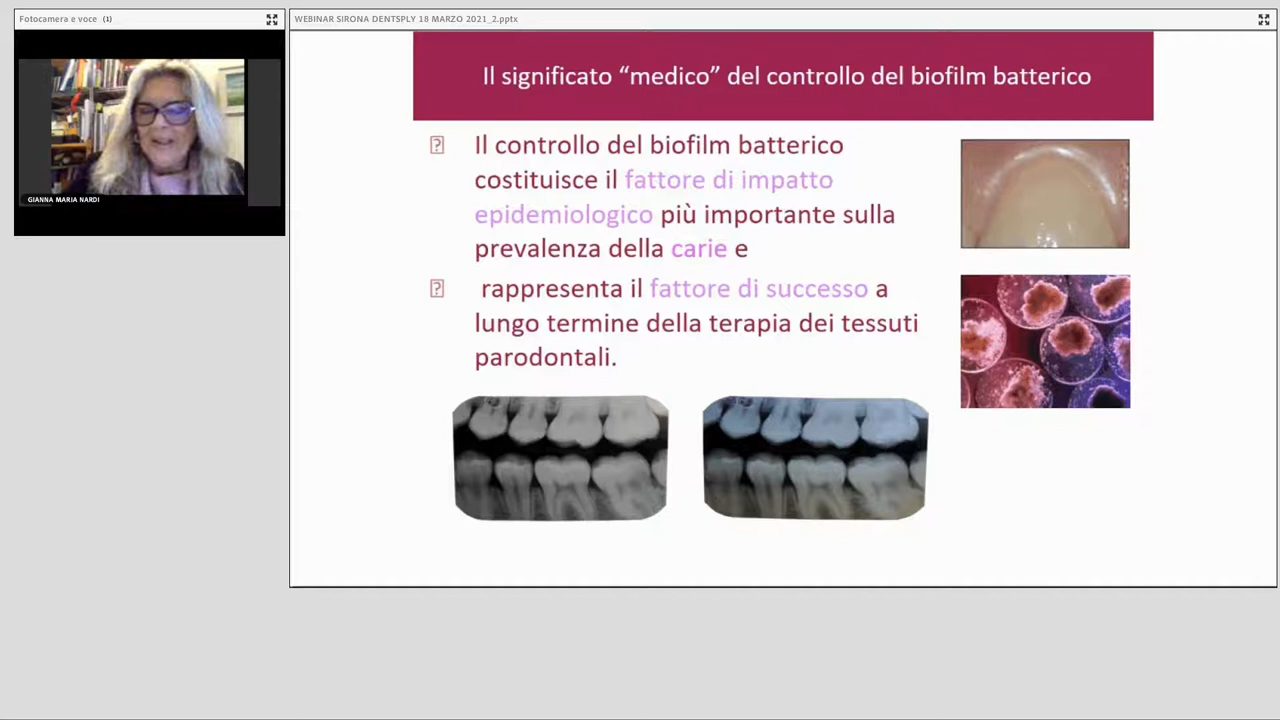 Fotocamera e voce (1)
WEBINAR SIRONA DENTSPLY 18 MARZO 2021_2.pptx
GIANNA MARIA NARDI
Il significato “medico” del controllo del biofilm batterico
Il controllo del biofilm batterico
costituisce il fattore di impatto
epidemiologico più importante sulla
prevalenza della carie e
rappresenta il fattore di successo a
lungo termine della terapia dei tessuti
parodontali.